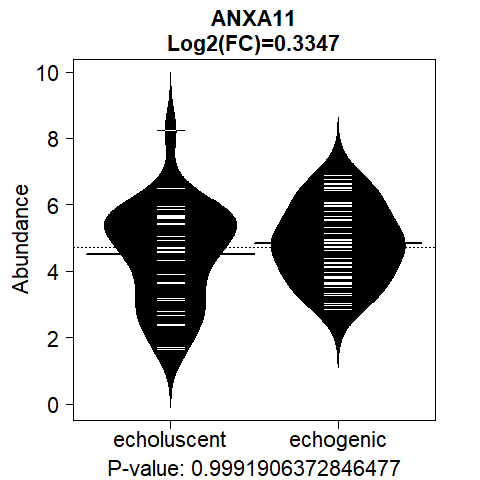 ANXA11
Log2(FC)=0.3347
Abundance
10
8
6
4
2
0
echoluscent echogenic
P-value: 0.9991906372846477